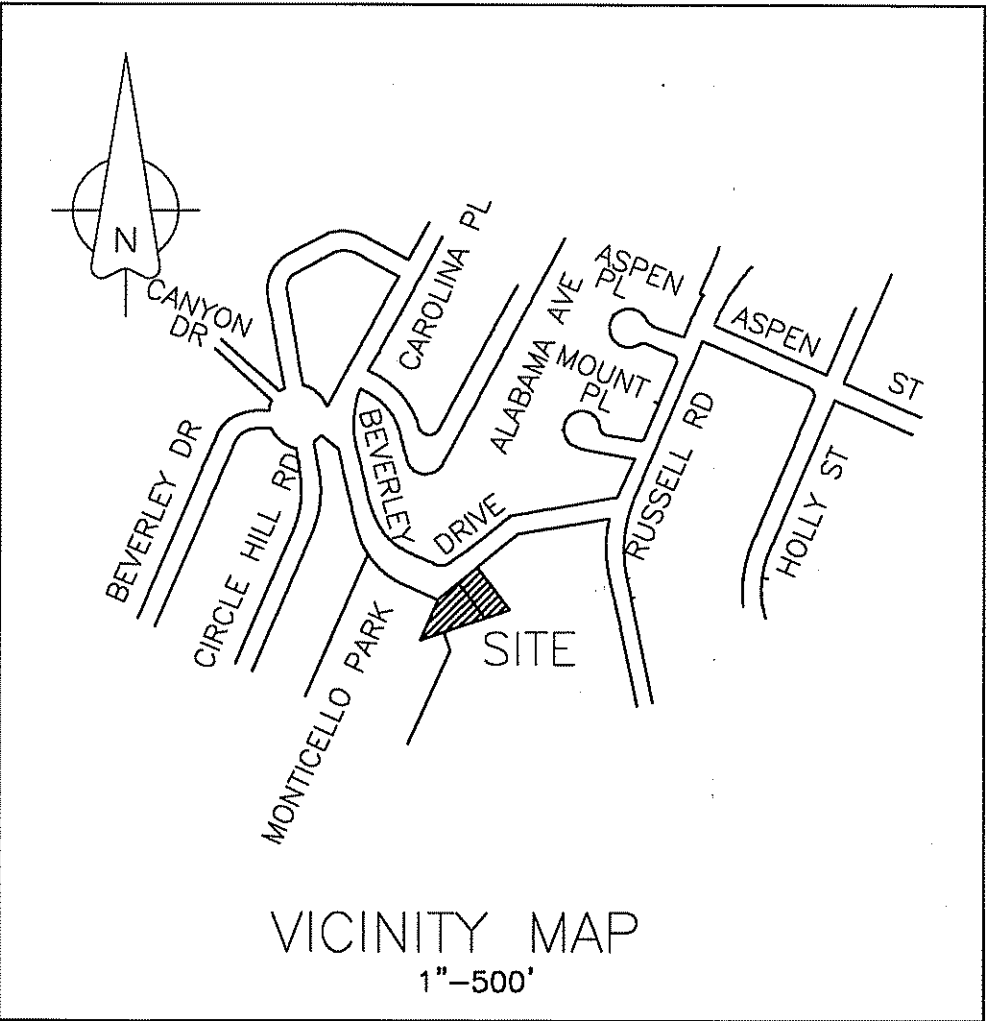 N
CANYON
DR
CAROLINA PL
ALABAMA AVE
ASPEN
PL
MOUNT
PL
ASPEN
ST
BEVERLEY
DRIVE
RUSSELL RD
HOLLY ST
BEVERLEY DR
CIRCLE HILL RD
MONTICELLO PARK
SITE
VICINITY MAP
1"-500'